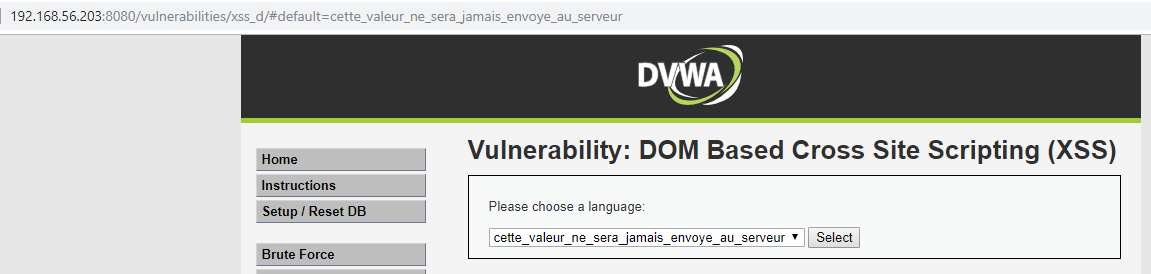 192.168.56.203:8080/vulnerabilities/xss_d/#default=cette_valeur_ne_sera_jamais_envoye_au_serveur
DVWA
Home
Instructions
Setup / Reset DB
Brute Force
Vulnerability: DOM Based Cross Site Scripting (XSS)
Please choose a language:
cette_valeur_ne_sera_jamais_envoye_au_serveur Select